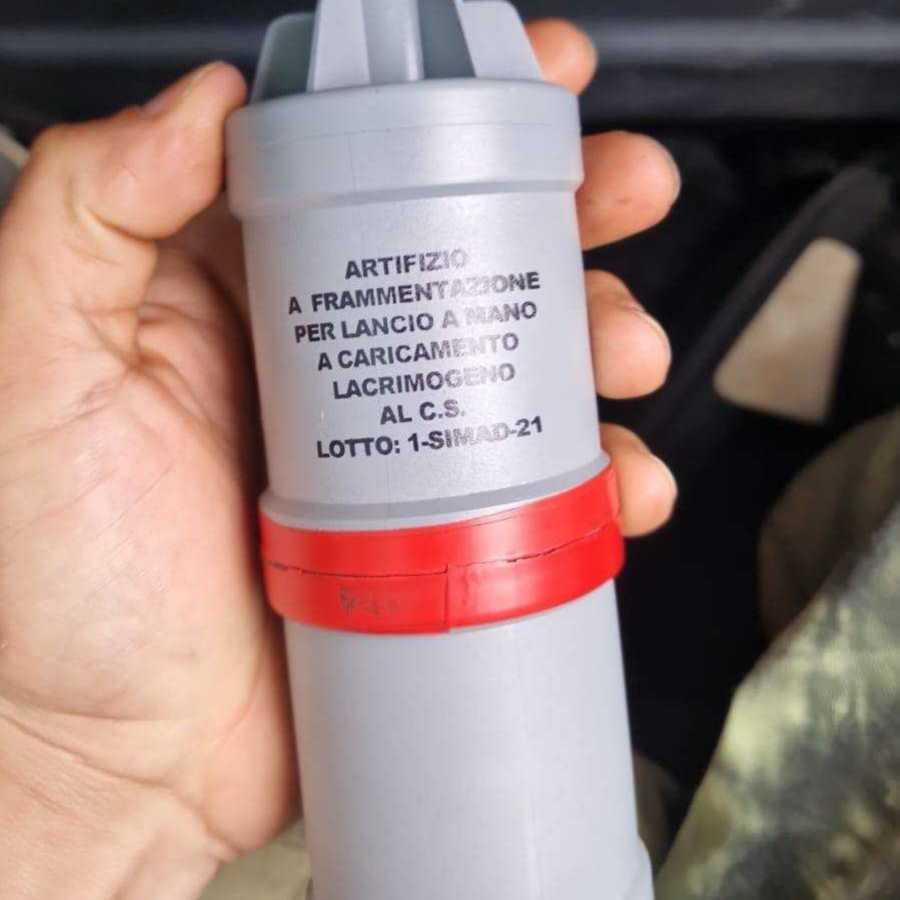 ARTIFIZIO
A FRAMMENTAZIONE
PER LANCIO A MANO
A CARICAMENTO
LACRIMOGENO
AL C.S.
LOTTO: 1-SIMAD-21